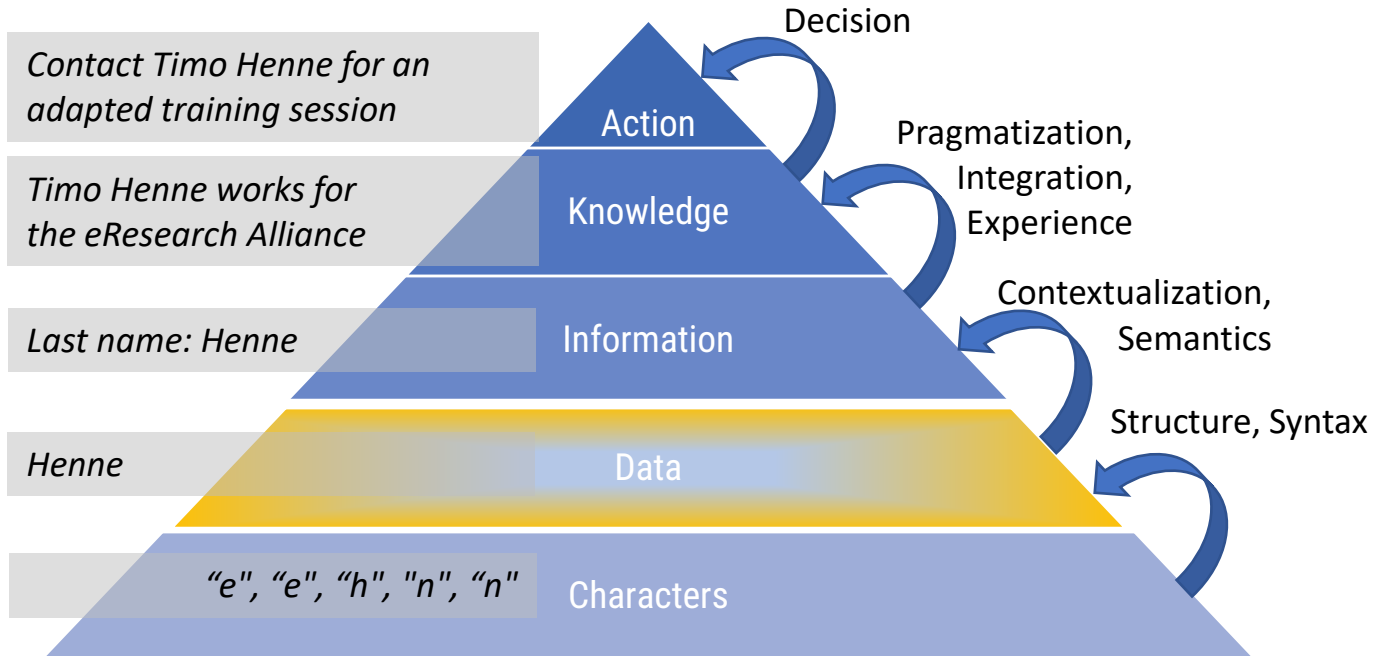 Decision
Contact Timo Henne for an
adapted training session
Action
Pragmatization,
Integration,
Experience
Timo Henne works for
the eResearch Alliance
Knowledge
Contextualization,
Semantics
Last name: Henne
Information
Structure, Syntax
Henne
Data
“e", “e", “h", "n", “n"
Characters